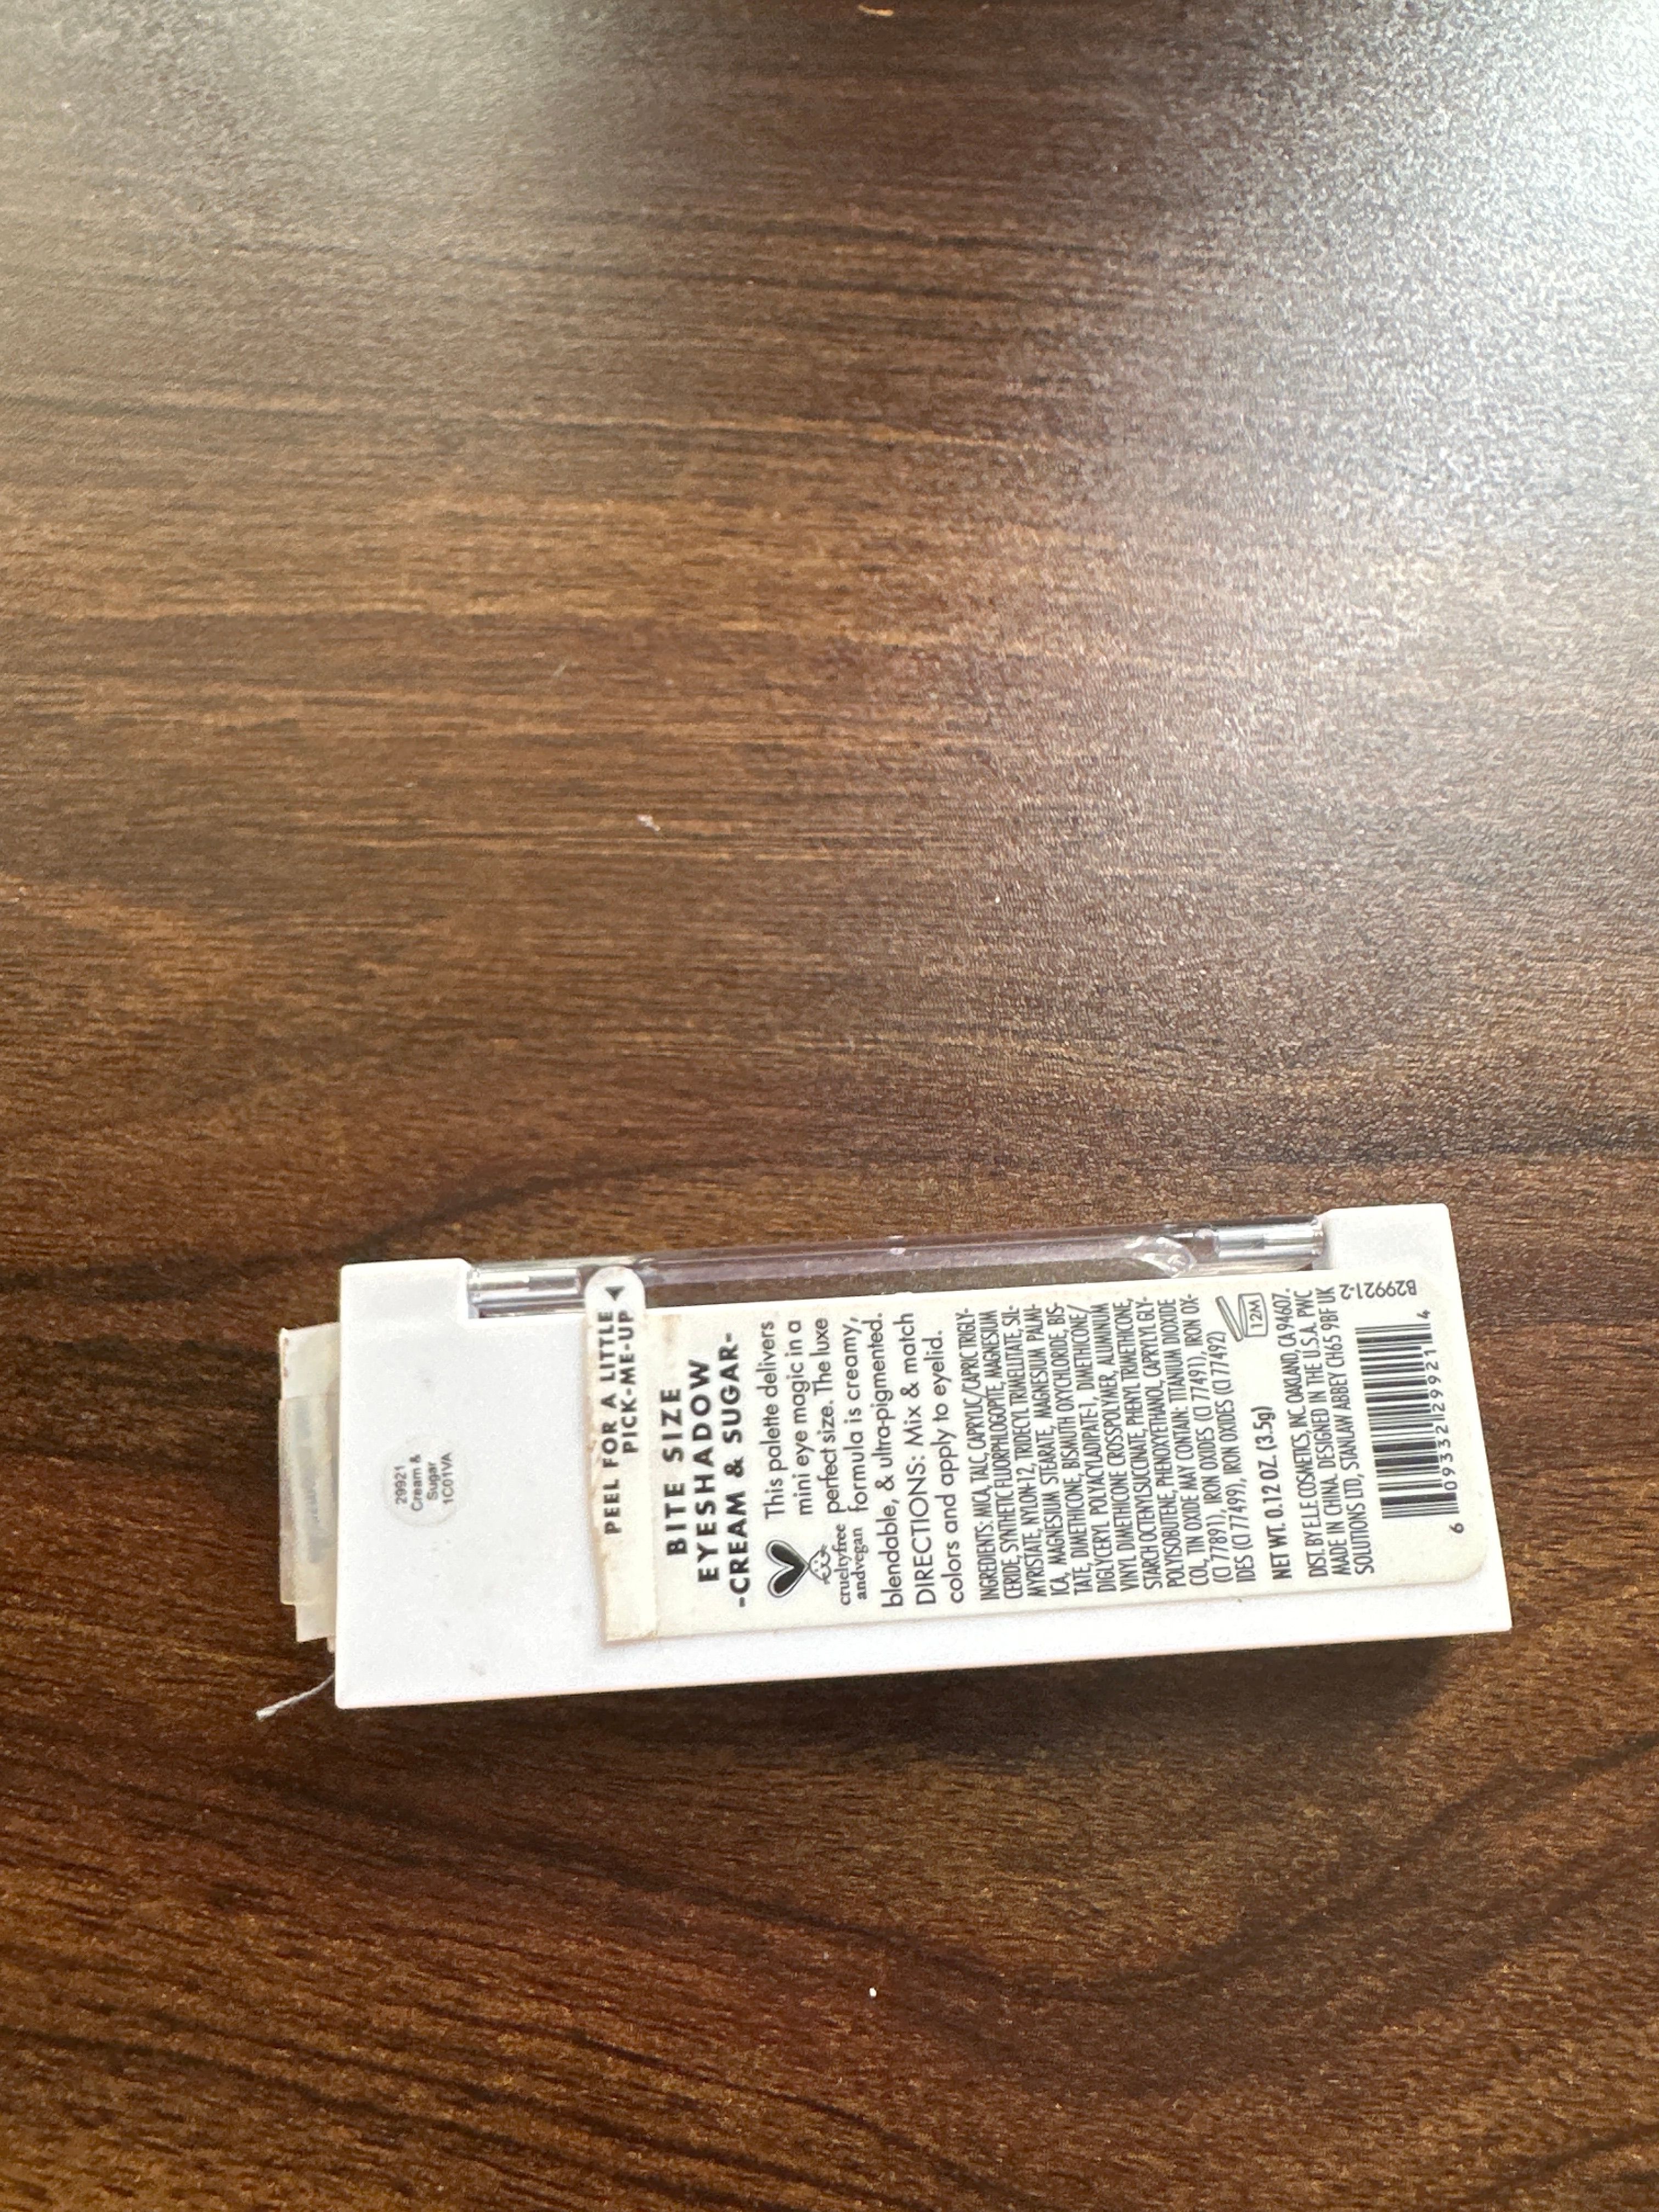 29921
Cream &
Sugar
1C01VA
PEEL FOR A LITTLE
PICK-ME-UP!
BITE SIZE
EYESHADOW
-CREAM & SUGAR-
This palette delivers
mini eye magic in a
perfect size. The luxe
formula is creamy,
blendable, & ultra-pigmented.
crueltyfree
andvegan
DIRECTIONS: Mix & match
colors and apply to eyelid.
INGREDIENTS: MICA, TALC, CAPRYLIC/CAPRIC TRIGLY-
CERIDE, SYNTHETIC FLUORPHLOGOPITE, MAGNESIUM
MYRISTATE, NYLON-12, TRIDECYL TRIMELLITATE, SIL-
ICA, MAGNESIUM STEARATE, MAGNESIUM PALMI-
TATE, DIMETHICONE, BISMUTH OXYCHLORIDE, BIS-
DIGLYCERYL POLYACYLADIPATE-1, DIMETHICONE/
VINYL DIMETHICONE CROSSPOLYMER, ALUMINUM
STARCH OCTENYLSUCCINATE, PHENYL TRIMETHICONE,
POLYISOBUTENE, PHENOXYETHANOL, CAPRYLYL GLY-
COL, TIN OXIDE MAY CONTAIN: TITANIUM DIOXIDE
(CI 77891), IRON OXIDES (CI 77491), IRON OX-
IDES (CI 77499), IRON OXIDES (CI 77492)
12M
NET WT. 0.12 OZ. (3.5g)
DIST. BY E.L.F. COSMETICS, INC. OAKLAND, CA 94607.
MADE IN CHINA. DESIGNED IN THE U.S.A. PWC
SOLUTIONS LTD, STANLAW ABBEY CH65 9BF UK
B29921-2
6 09332 29921 4